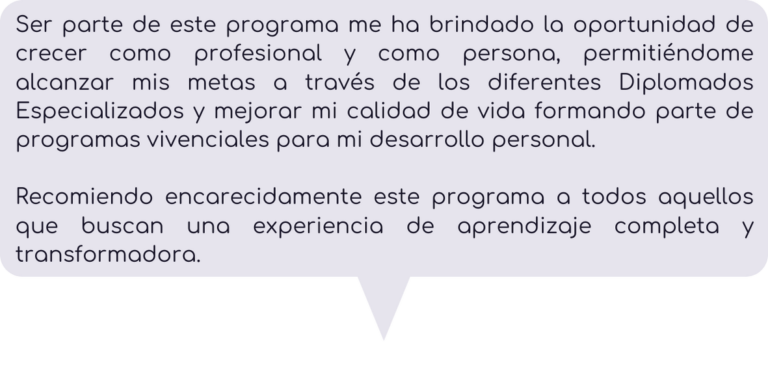 Ser parte de este programa me ha brindado la oportunidad de
crecer como profesional y como persona, permitiéndome
alcanzar mis metas a través de los diferentes Diplomados
Especializados y mejorar mi calidad de vida formando parte de
programas vivenciales para mi desarrollo personal.
Recomiendo encarecidamente este programa a todos aquellos
que buscan una experiencia de aprendizaje completa y
transformadora.